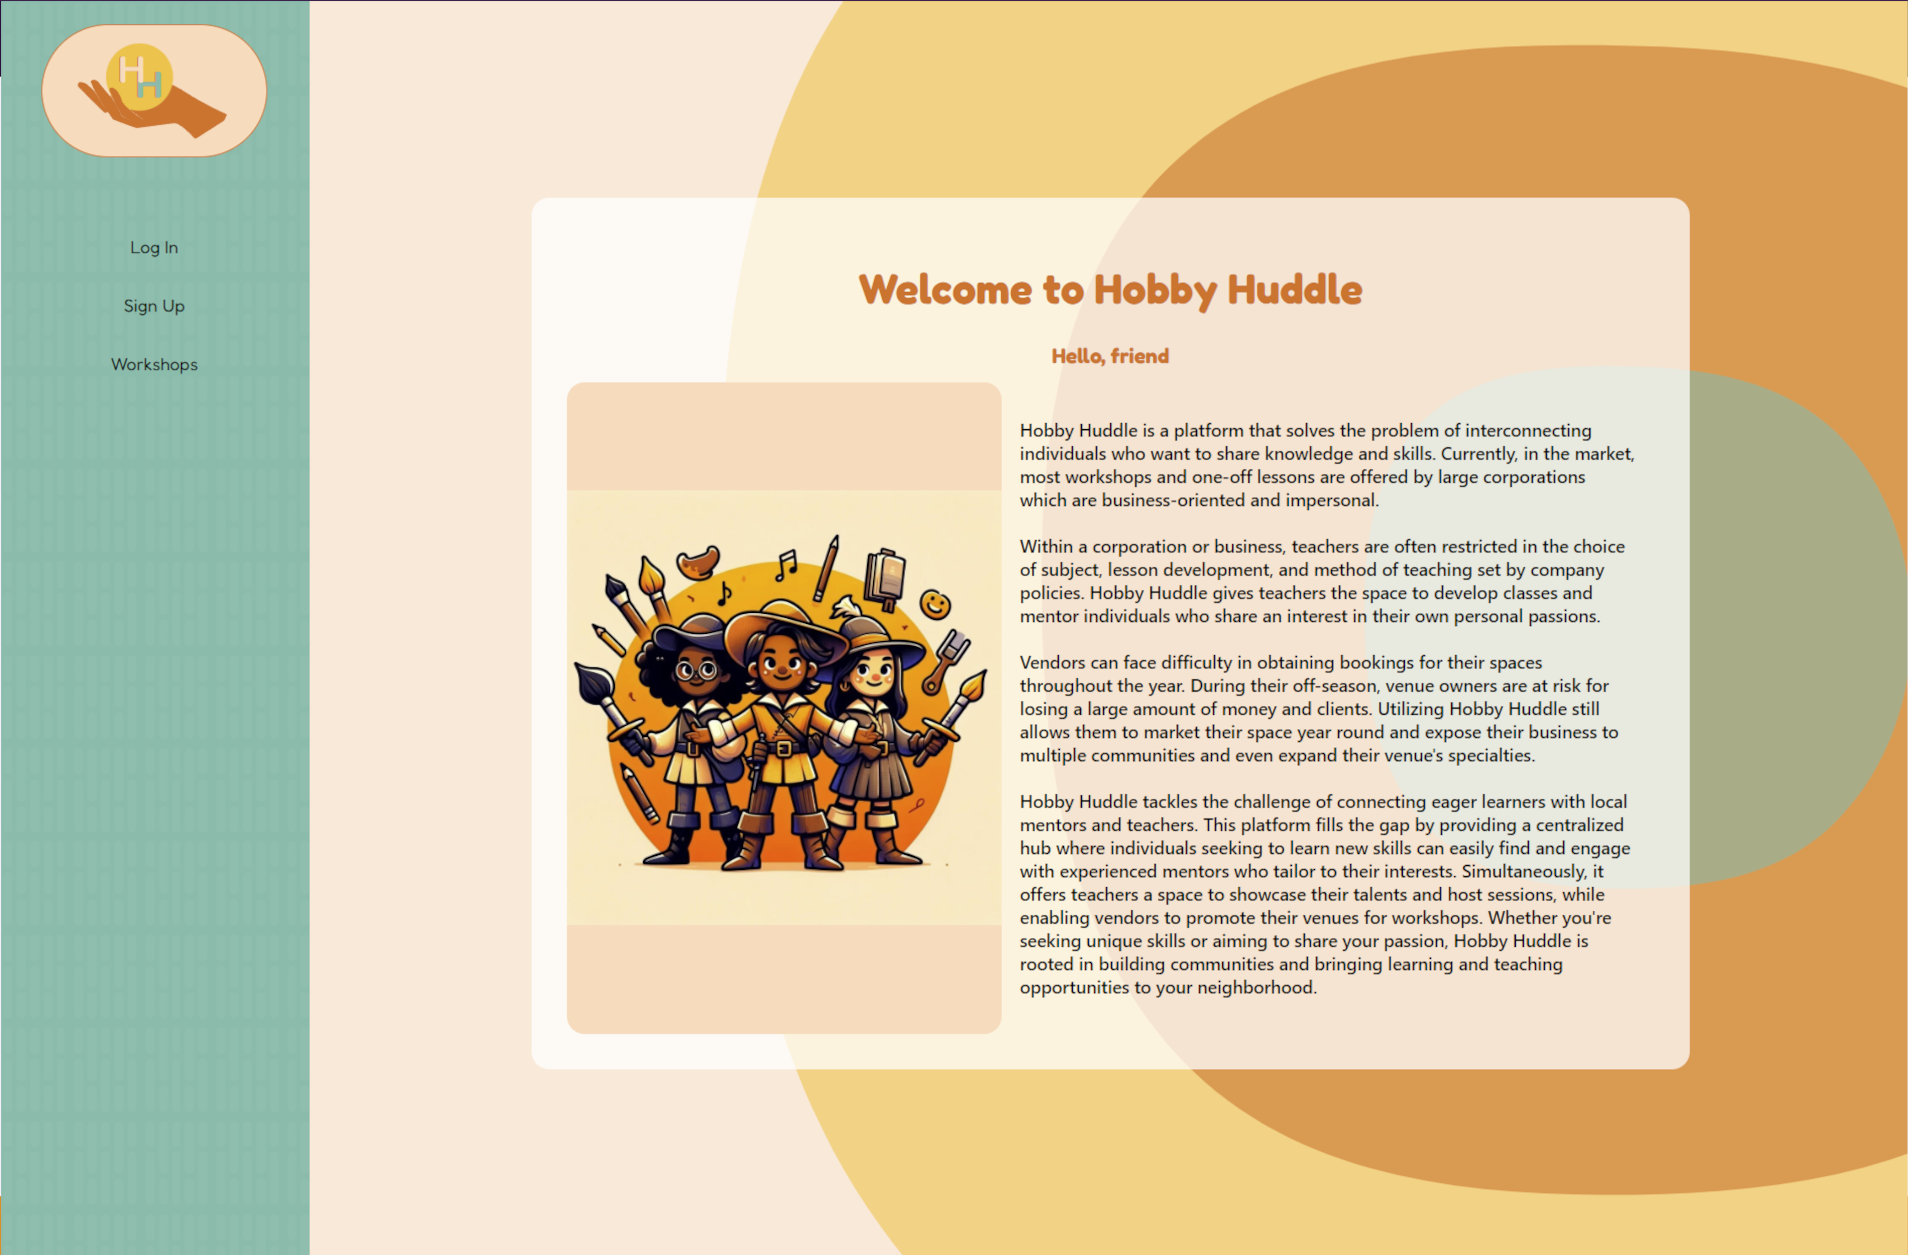 H
H
Log In
Sign Up
Workshops
Welcome to Hobby Huddle
Hello, friend
Hobby Huddle is a platform that solves the problem of interconnecting
individuals who want to share knowledge and skills. Currently, in the market,
most workshops and one-off lessons are offered by large corporations
which are business-oriented and impersonal.
Within a corporation or business, teachers are often restricted in the choice
of subject, lesson development, and method of teaching set by company
policies. Hobby Huddle gives teachers the space to develop classes and
mentor individuals who share an interest in their own personal passions.
Vendors can face difficulty in obtaining bookings for their spaces
throughout the year. During their off-season, venue owners are at risk for
losing a large amount of money and clients. Utilizing Hobby Huddle still
allows them to market their space year round and expose their business to
multiple communities and even expand their venue's specialties.
Hobby Huddle tackles the challenge of connecting eager learners with local
mentors and teachers. This platform fills the gap by providing a centralized
hub where individuals seeking to learn new skills can easily find and engage
with experienced mentors who tailor to their interests. Simultaneously, it
offers teachers a space to showcase their talents and host sessions, while
enabling vendors to promote their venues for workshops. Whether you're
seeking unique skills or aiming to share your passion, Hobby Huddle is
rooted in building communities and bringing learning and teaching
opportunities to your neighborhood.